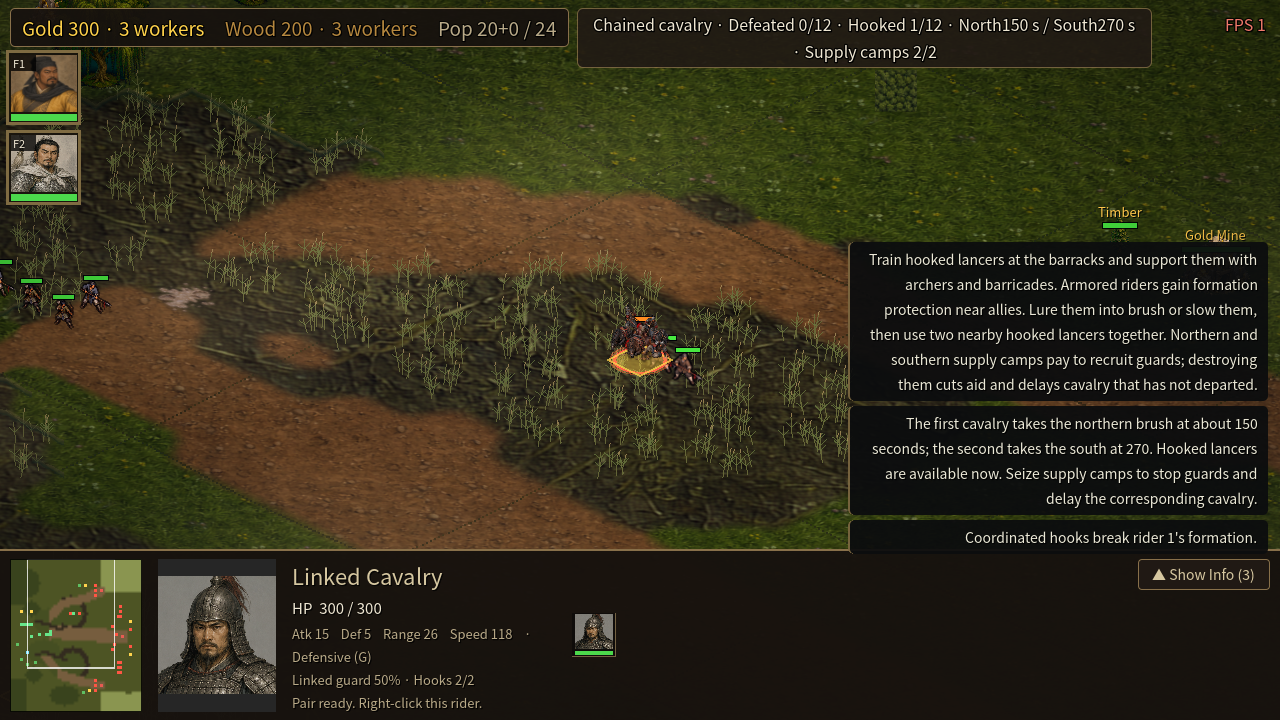 Gold 300 · 3 workers Wood 200 · 3 workers Pop 20+0 / 24
Chained cavalry · Defeated 0/12 · Hooked 1/12 · North150 s / South270 s
· Supply camps 2/2
FPS 1
F1
F2
Timber
Gold Mine
Train hooked lancers at the barracks and support them with
archers and barricades. Armored riders gain formation
protection near allies. Lure them into brush or slow them,
then use two nearby hooked lancers together. Northern and
southern supply camps pay to recruit guards; destroying
them cuts aid and delays cavalry that has not departed.
The first cavalry takes the northern brush at about 150
seconds; the second takes the south at 270. Hooked lancers
are available now. Seize supply camps to stop guards and
delay the corresponding cavalry.
Coordinated hooks break rider 1's formation.
▲ Show Info (3)
Linked Cavalry
HP 300 / 300
Atk 15 Def 5 Range 26 Speed 118 ·
Defensive (G)
Linked guard 50% · Hooks 2/2
Pair ready. Right-click this rider.